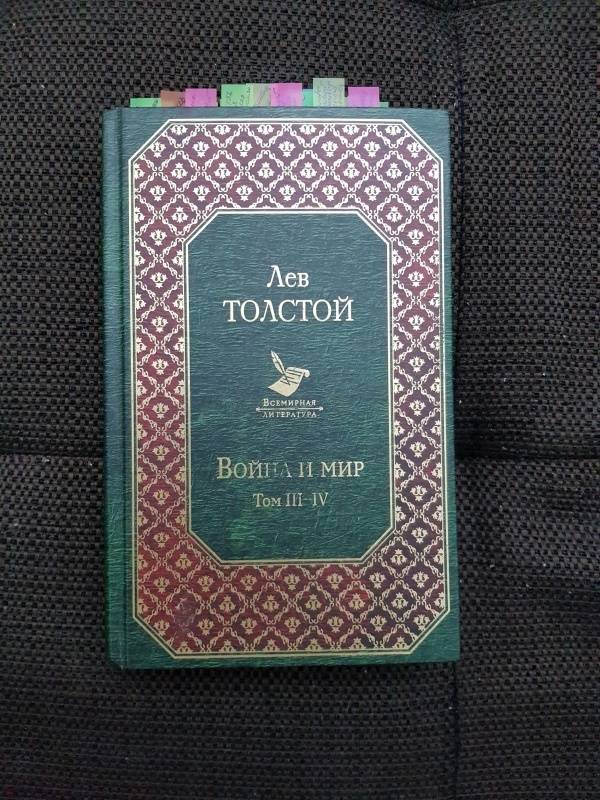 Лев
ТОЛСТОЙ
Всемирная
литература
Война и мир
Том III–IV